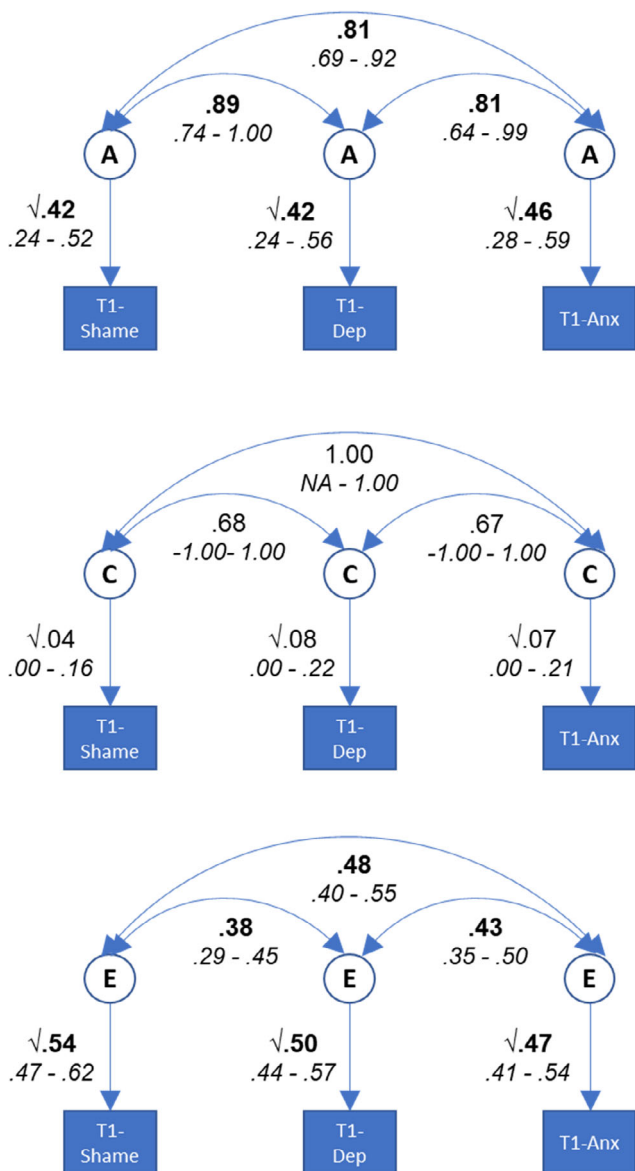 .81
.69 - .92
.89
.74 - 1.00
.81
.64 - .99
A
A
A
√.42
.24 - .52
√.42
.24 - .56
√.46
.28 - .59
T1-
Shame
T1-
Dep
T1-Anx
1.00
NA - 1.00
.68
-1.00- 1.00
.67
-1.00 - 1.00
C
C
C
√.04
.00 - .16
√.08
.00 - .22
√.07
.00 - .21
T1-
Shame
T1-
Dep
T1-Anx
.48
.40 - .55
.38
.29 - .45
.43
.35 - .50
E
E
E
√.54
.47 - .62
√.50
.44 - .57
√.47
.41 - .54
T1-
Shame
T1-
Dep
T1-Anx